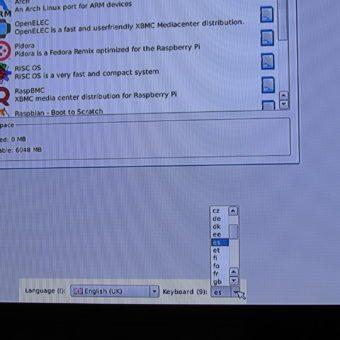 Arch
An Arch Linux port for ARM devices
OpenELEC
OpenELEC is a fast and userfriendly XBMC Mediacenter distribution.
Pidora
Pidora is a Fedora Remix optimized for the Raspberry Pi
RISC OS
RISC OS is a very fast and compact system
RaspBMC
XBMC media center distribution for Raspberry Pi
Raspbian - Boot to Scratch
pace
ed: 0 MB
able: 6048 MB
cz
de
dk
ee
es
et
fi
fo
fr
gb
Language (l): English (UK) Keyboard (9): es